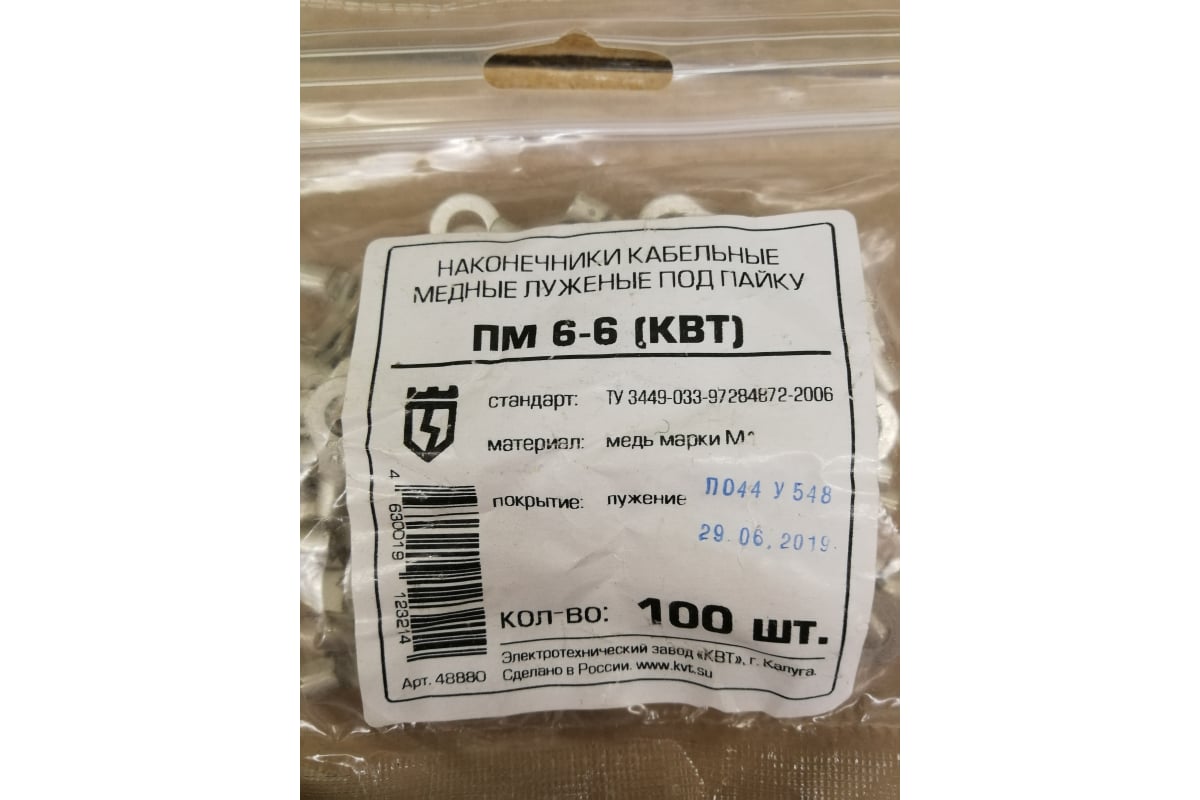 НАКОНЕЧНИКИ КАБЕЛЬНЫЕ
МЕДНЫЕ ЛУЖЕНЫЕ ПОД ПАЙКУ
ПМ 6-6 (КВТ)
стандарт: ТУ 3449-033-97284872-2006
материал: медь марки
покрытие: лужение
П044 У 548
29.06.2019
4 630019 123214
КОЛ-ВО: 100 ШТ.
Электротехнический завод «КВТ», г. Калуга.
Арт. 48880 Сделано в России. www.kvt.su